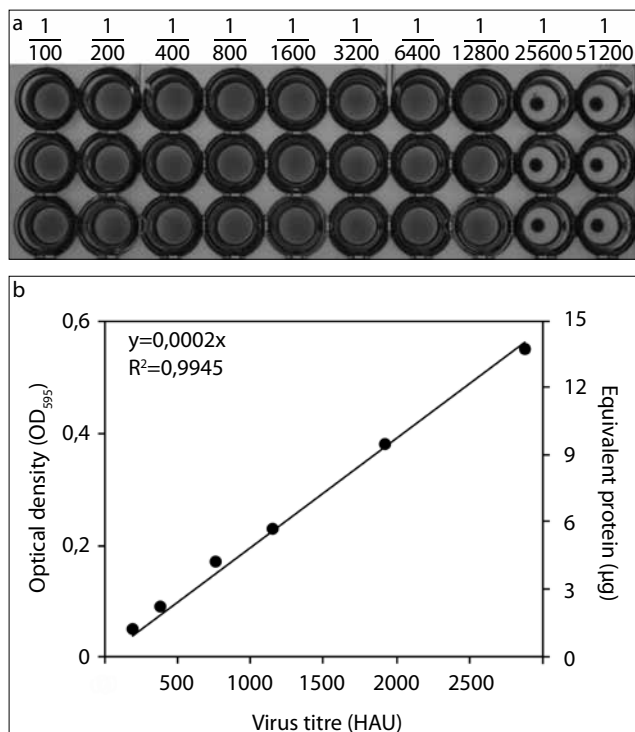 a
1/100 1/200 1/400 1/800 1/1600 1/3200 1/6400 1/12800 1/25600 1/51200
b
0,6
0,4
0,2
0
y=0,0002x
R²=0,9945
15
12
9
6
3
0
500 1000 1500 2000 2500
Optical density (OD₅₉₅)
Equivalent protein (µg)
Virus titre (HAU)